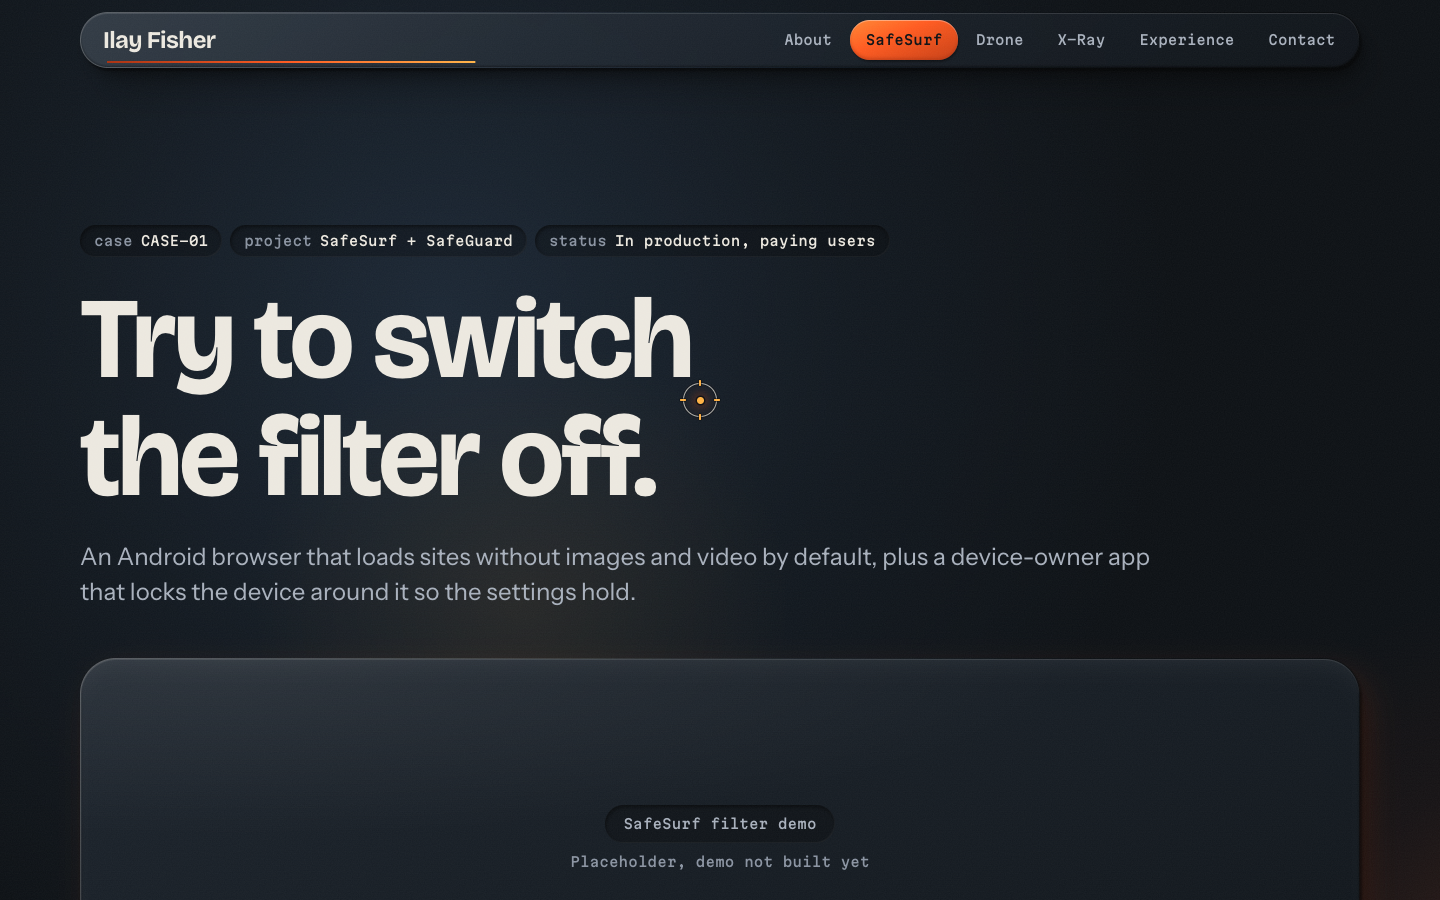 Ilay Fisher
About SafeSurf Drone X-Ray Experience Contact
case CASE-01 project SafeSurf + SafeGuard status In production, paying users
Try to switch
the filter off.
An Android browser that loads sites without images and video by default, plus a device-owner app
that locks the device around it so the settings hold.
SafeSurf filter demo
Placeholder, demo not built yet